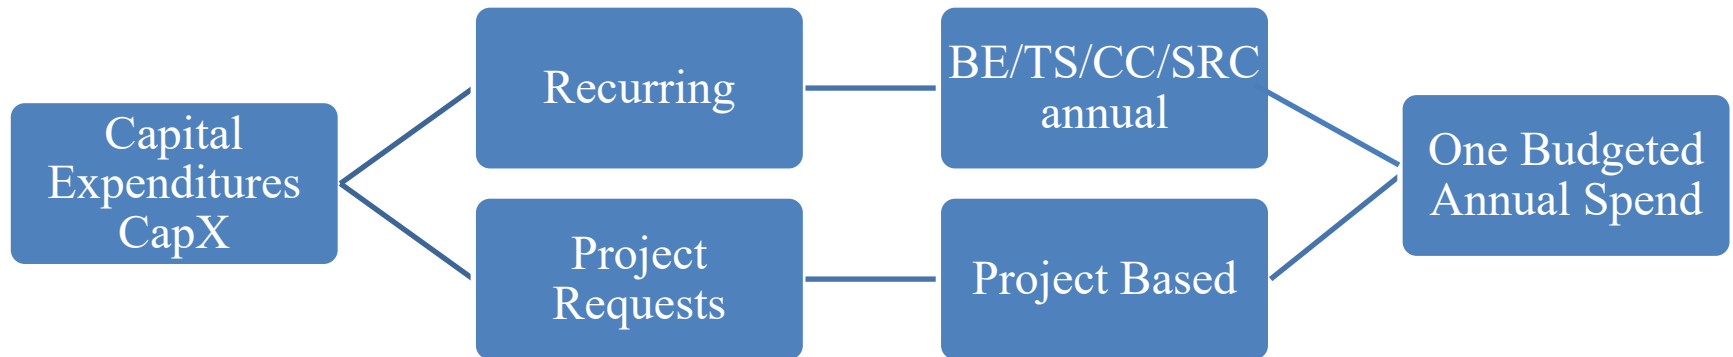 Capital
Expenditures
CapX
Recurring
BE/TS/CC/SRC
annual
Project
Requests
Project Based
One Budgeted
Annual Spend